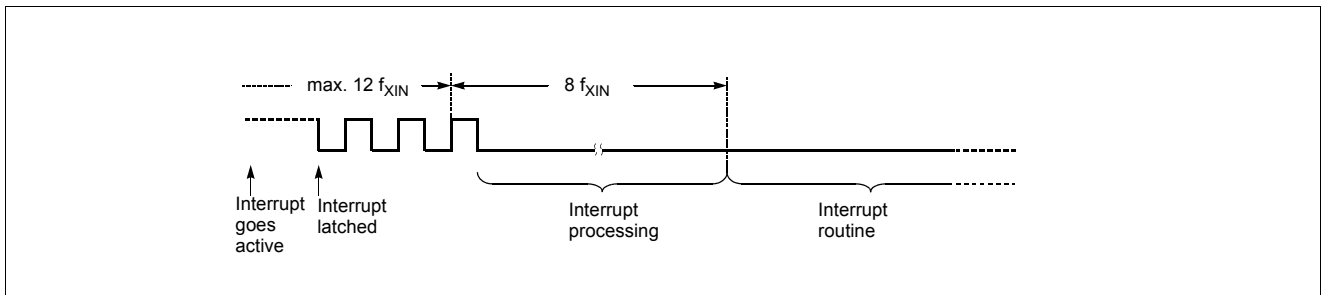 max. 12 fXIN
8 fXIN
Interrupt
goes
active
Interrupt
latched
Interrupt
processing
Interrupt
routine